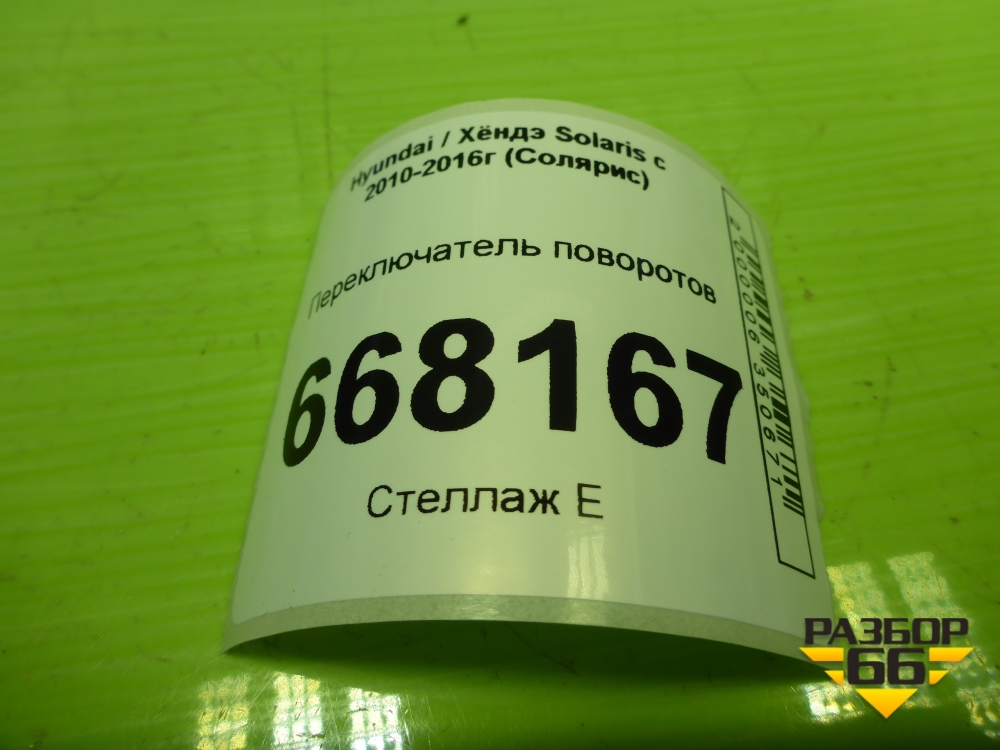 Hyundai / Хёндэ Solaris с
2010-2016г (Солярис)
Переключатель поворотов
668167
Стеллаж Е
2000006350671
РАЗБОР
66